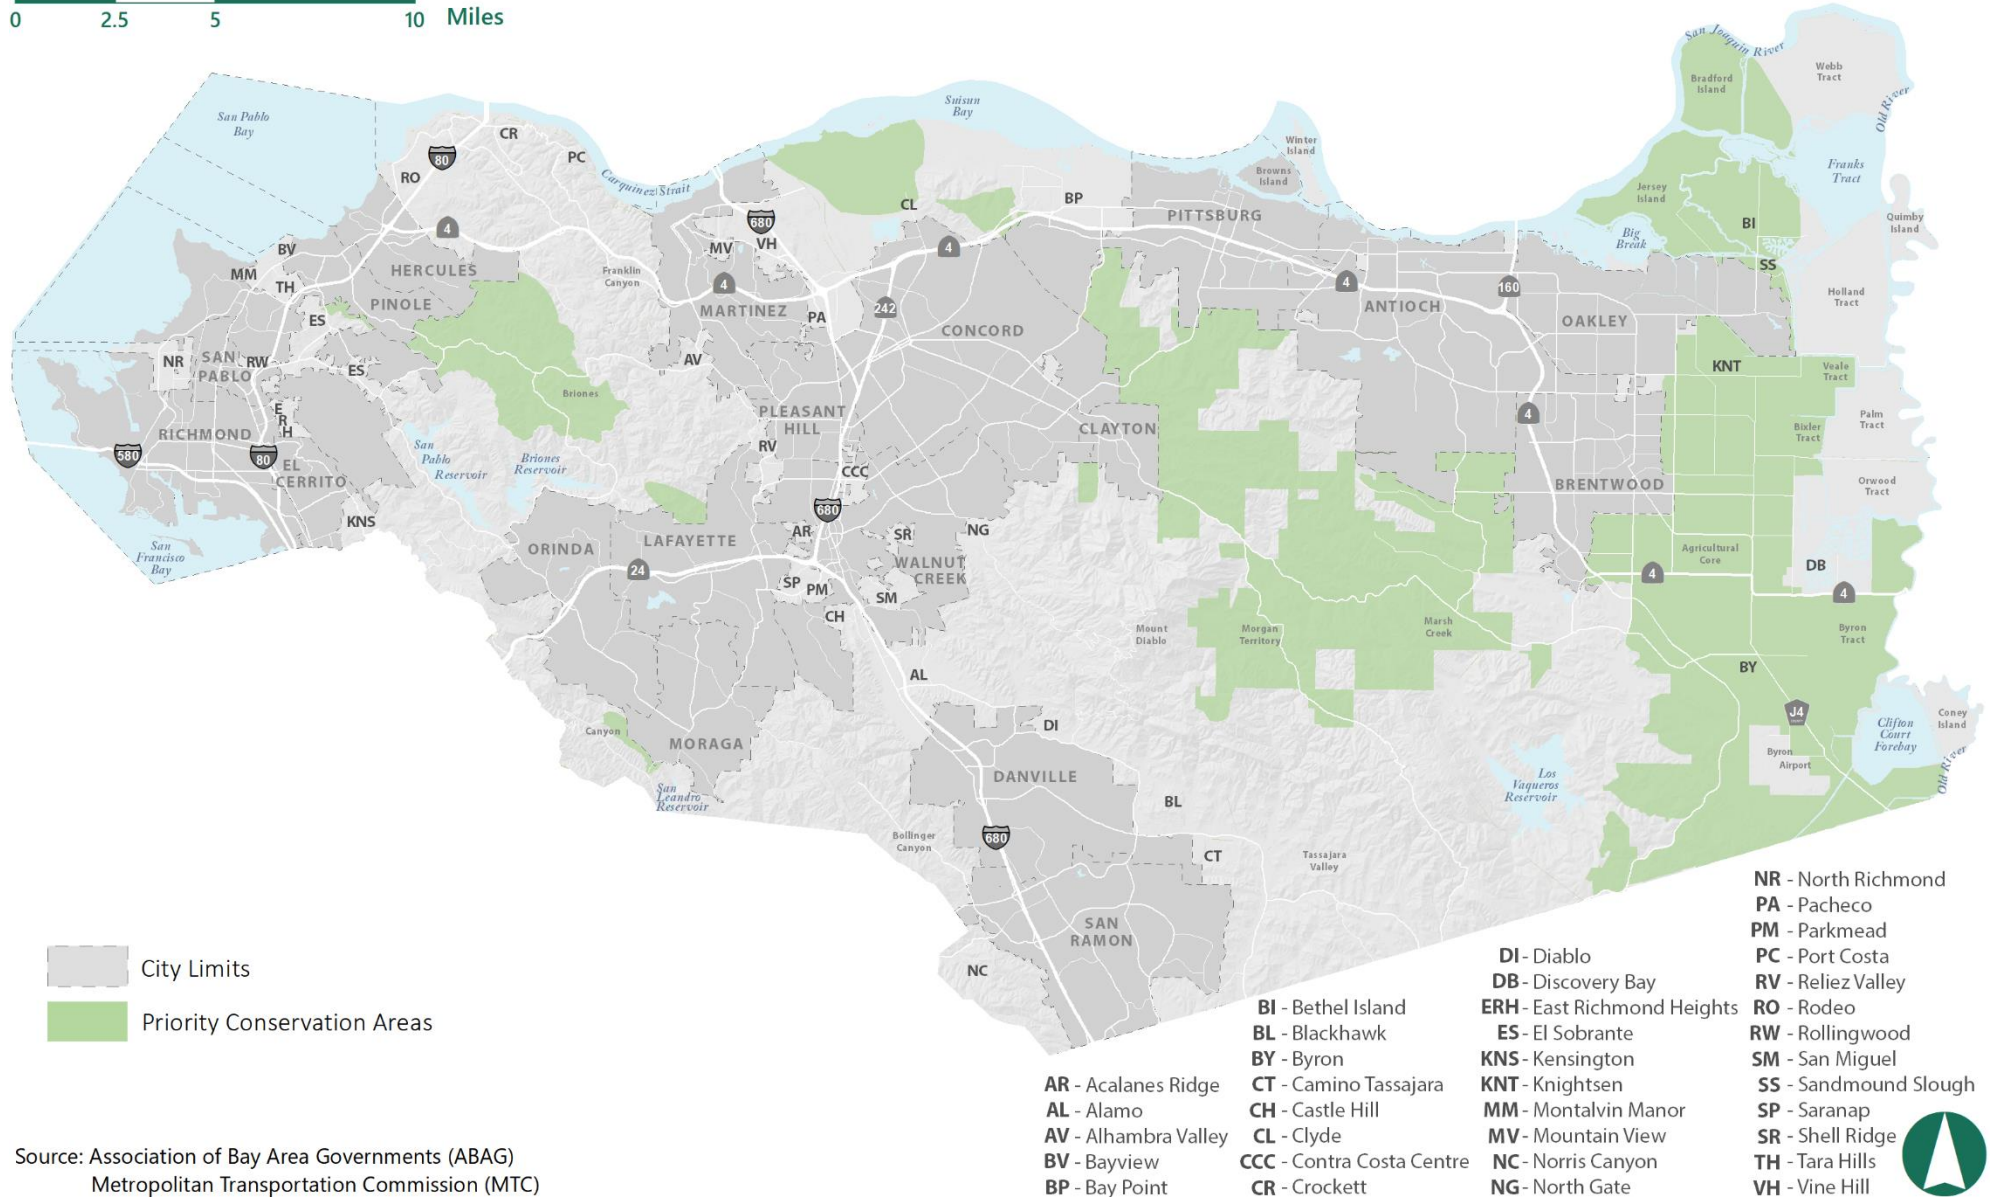 0 2.5 5 10 Miles
San Pablo
Bay
CR
80
PC
RO
Carquinez Strait
4
BV
HERCULES
MM
TH
PINOLE
ES
Franklin
Canyon
NR
SAN
PABLO
RW
ES
E
R
H
RICHMOND
580
80
EL
CERRITO
KNS
San
Francisco
Bay
San
Pablo
Reservoir
Briones
Briones
Reservoir
Suisun
Bay
680
MV
VH
4
MARTINEZ
PA
AV
CL
4
242
CONCORD
BP
PLEASANT
HILL
RV
CCC
680
CLAYTON
AR
SR
NG
WALNUT
CREEK
SP
PM
SM
CH
ORINDA
LAFAYETTE
24
AL
MORAGA
Canyon
San
Leandro
Reservoir
DI
DANVILLE
BL
680
Bollinger
Canyon
CT
Tassajara
Valley
SAN
RAMON
NC
Winter
Island
Browns
Island
PITTSBURG
4
ANTIOCH
160
OAKLEY
4
BRENTWOOD
Mount
Diablo
Morgan
Territory
Marsh
Creek
Los
Vaqueros
Reservoir
San Joaquin River
Webb
Tract
Bradford
Island
Old River
Franks
Tract
Jersey
Island
BI
Big
Break
Quimby
Island
SS
Holland
Tract
KNT
Veale
Tract
Palm
Tract
Bixler
Tract
Orwood
Tract
Agricultural
Core
DB
4
4
Byron
Tract
BY
J4
Byron
Airport
Clifton
Court
Forebay
Coney
Island
Old River
City Limits
Priority Conservation Areas
Source: Association of Bay Area Governments (ABAG)
Metropolitan Transportation Commission (MTC)
AR - Acalanes Ridge
AL - Alamo
AV - Alhambra Valley
BV - Bayview
BP - Bay Point
BI - Bethel Island
BL - Blackhawk
BY - Byron
CT - Camino Tassajara
CH - Castle Hill
CL - Clyde
CCC - Contra Costa Centre
CR - Crockett
DI - Diablo
DB - Discovery Bay
ERH - East Richmond Heights
ES - El Sobrante
KNS - Kensington
KNT - Knightsen
MM - Montalvin Manor
MV - Mountain View
NC - Norris Canyon
NG - North Gate
NR - North Richmond
PA - Pacheco
PM - Parkmead
PC - Port Costa
RV - Reliez Valley
RO - Rodeo
RW - Rollingwood
SM - San Miguel
SS - Sandmound Slough
SP - Saranap
SR - Shell Ridge
TH - Tara Hills
VH - Vine Hill